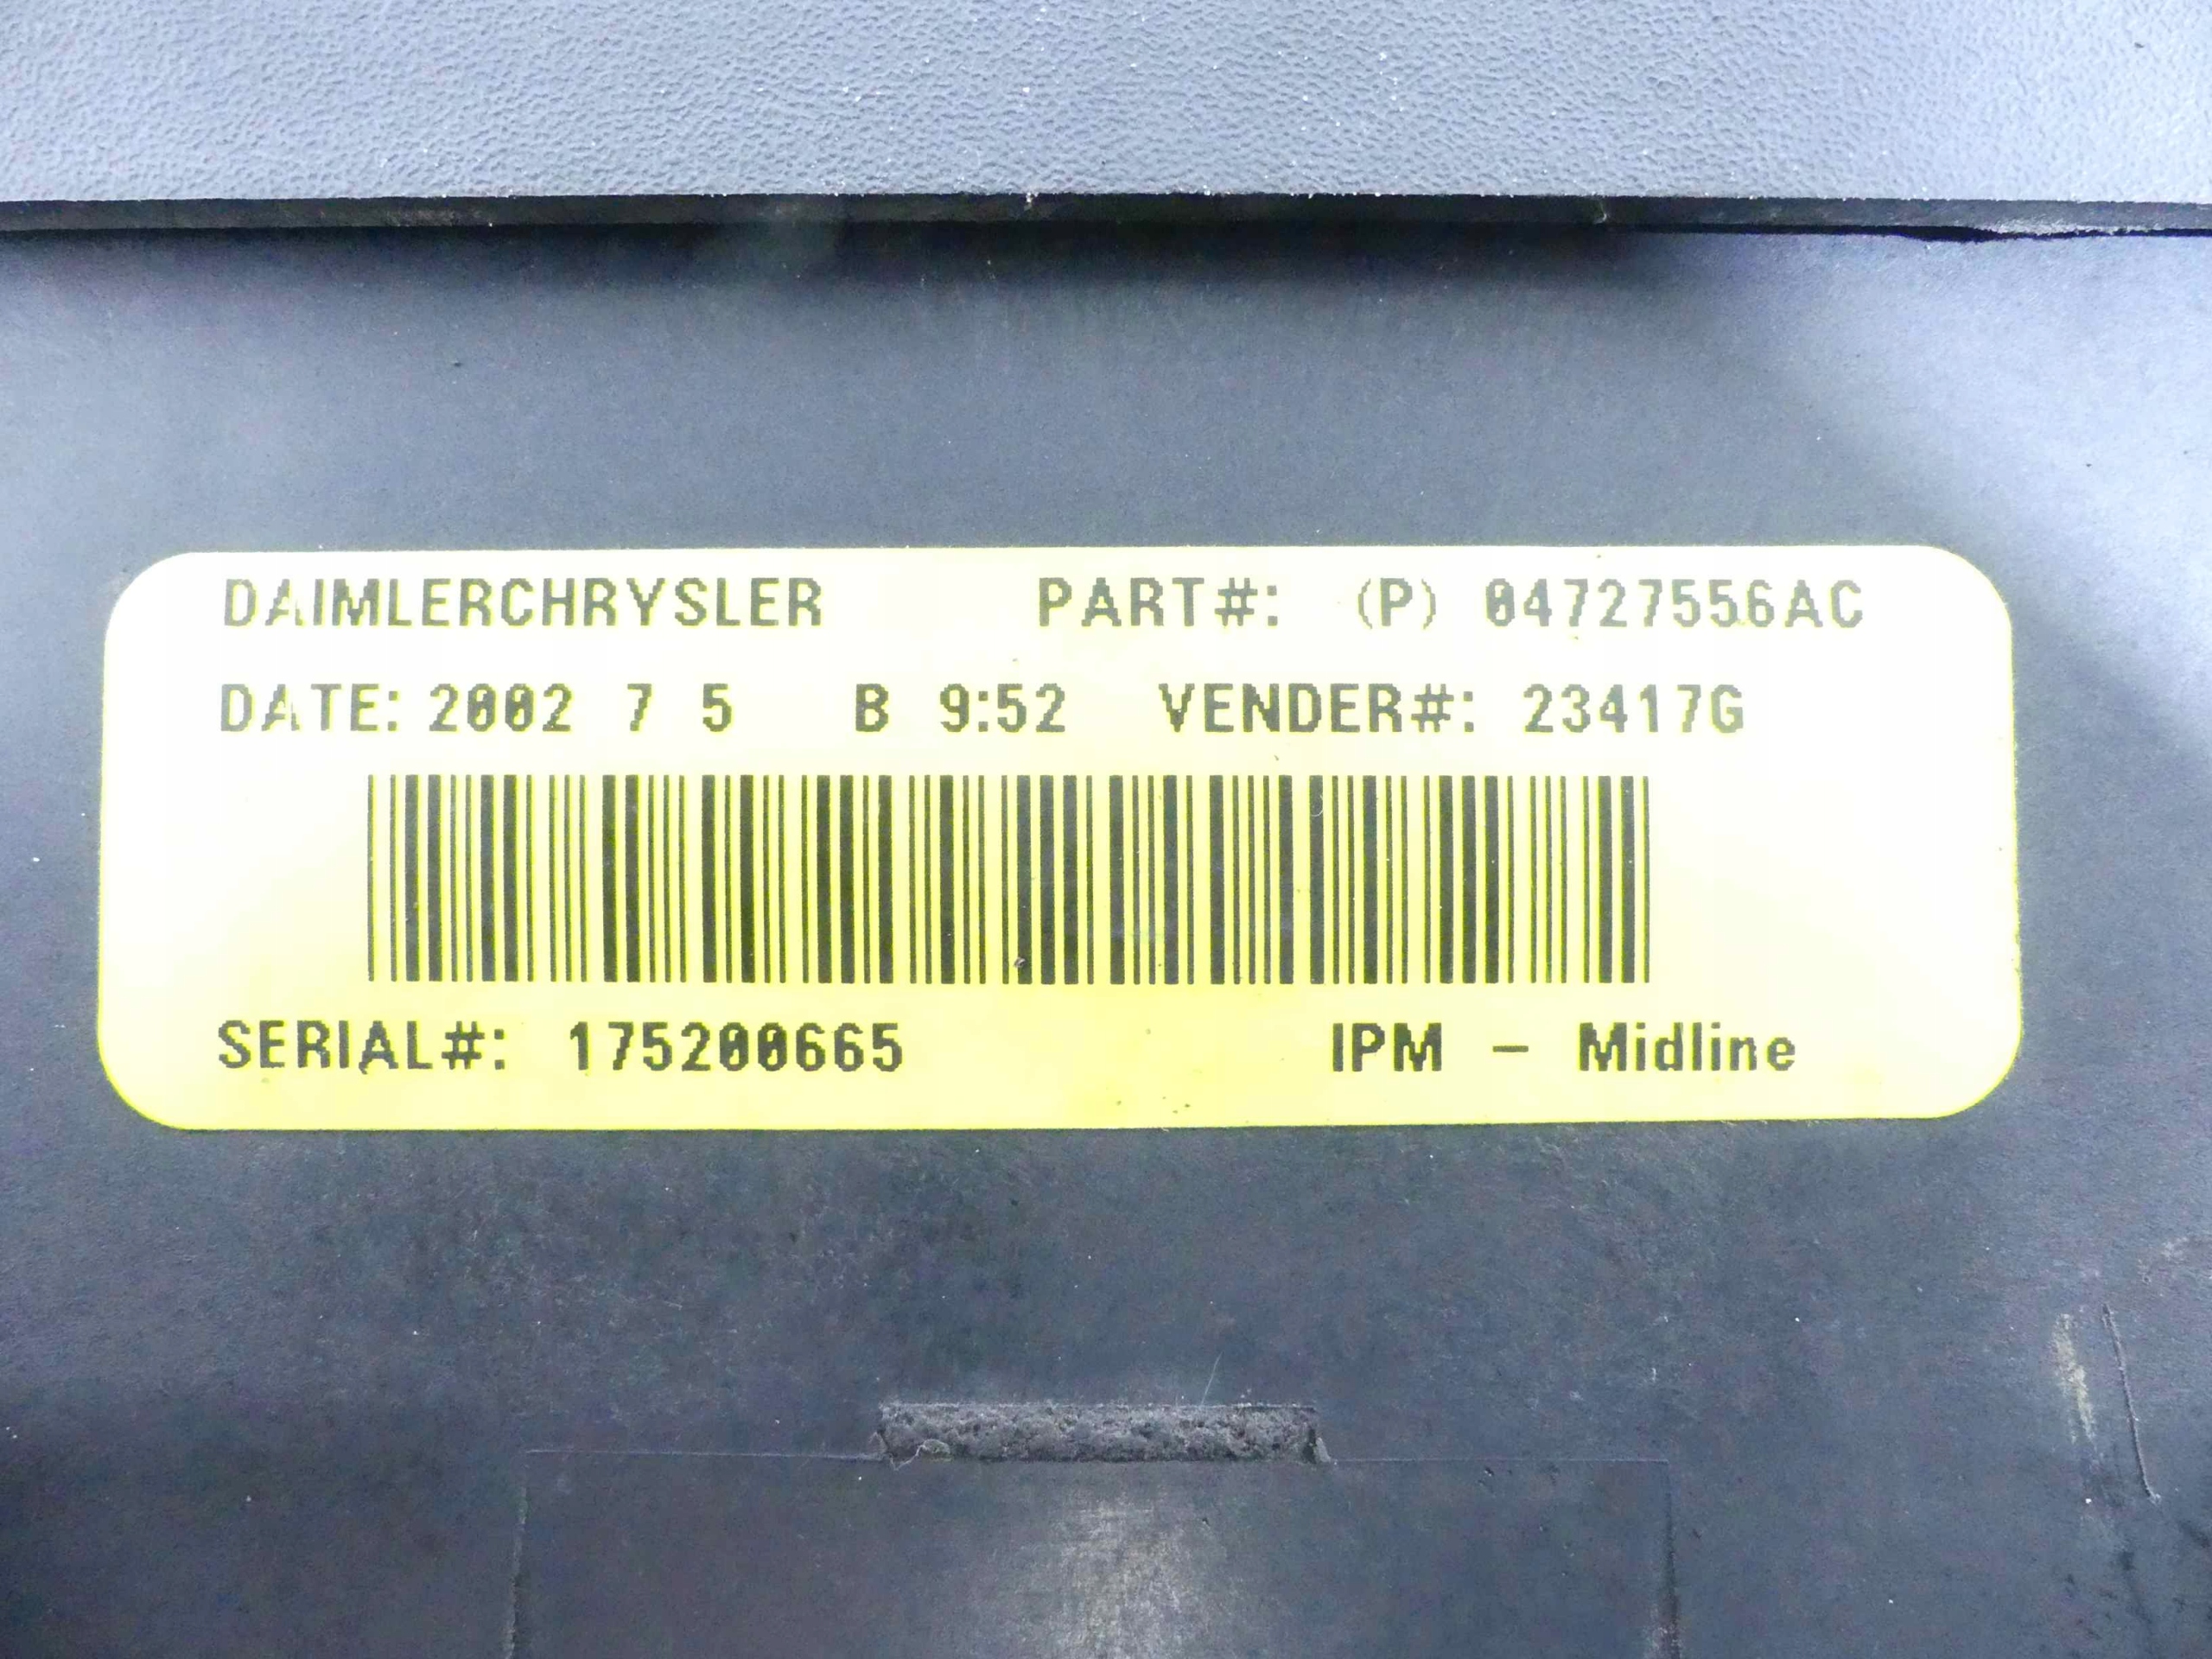 DAIMLERCHRYSLER PART#: (P) 04727556AC
DATE: 2002 7 5 B 9:52 VENDER#: 23417G
SERIAL#: 175200665 IPM - Midline